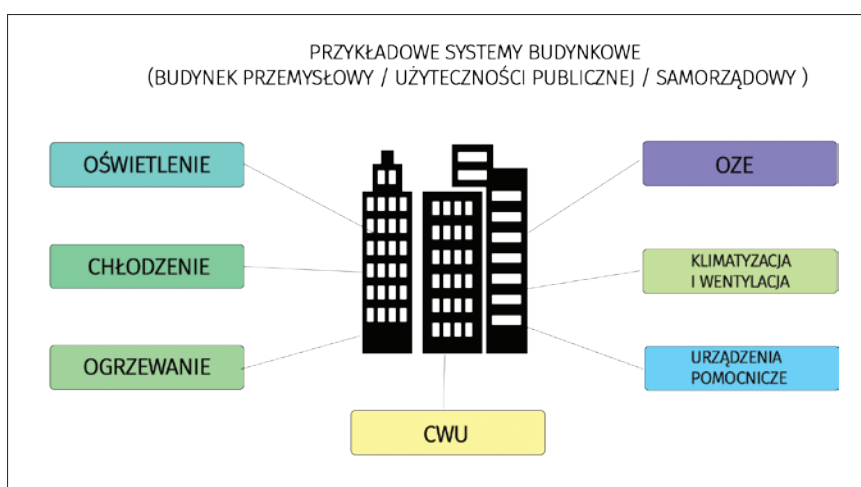 PRZYKŁADOWE SYSTEMY BUDYNKOWE
(BUDYNEK PRZEMYSŁOWY / UŻYTECZNOŚCI PUBLICZNEJ / SAMORZĄDOWY )
OŚWIETLENIE
CHŁODZENIE
OGRZEWANIE
CWU
OZE
KLIMATYZACJA
I WENTYLACJA
URZĄDZENIA
POMOCNICZE